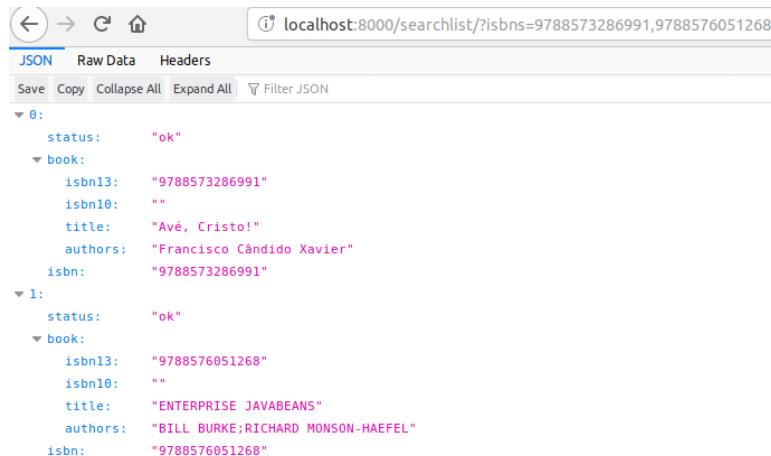 localhost:8000/searchlist/?isbns=9788573286991,9788576051268
JSON Raw Data Headers
Save Copy Collapse All Expand All Filter JSON
0:
status: "ok"
book:
isbn13: "9788573286991"
isbn10: ""
title: "Avé, Cristo!"
authors: "Francisco Cândido Xavier"
isbn: "9788573286991"
1:
status: "ok"
book:
isbn13: "9788576051268"
isbn10: ""
title: "ENTERPRISE JAVABEANS"
authors: "BILL BURKE;RICHARD MONSON-HAEFEL"
isbn: "9788576051268"